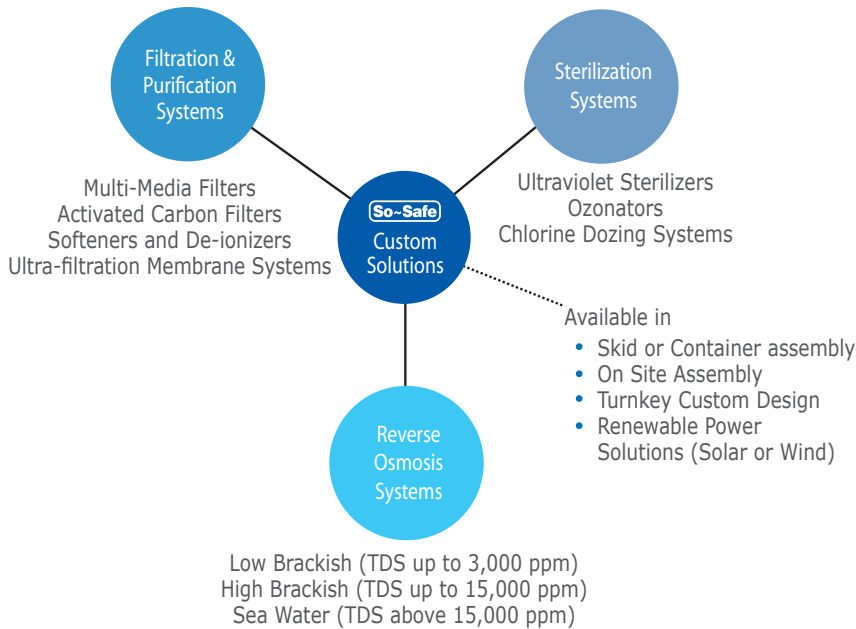 Filtration &
Purification
Systems
Multi-Media Filters
Activated Carbon Filters
Softeners and De-ionizers
Ultra-filtration Membrane Systems
Sterilization
Systems
Ultraviolet Sterilizers
Ozonators
Chlorine Dozing Systems
So~Safe
Custom
Solutions
Available in
• Skid or Container assembly
• On Site Assembly
• Turnkey Custom Design
• Renewable Power
Solutions (Solar or Wind)
Reverse
Osmosis
Systems
Low Brackish (TDS up to 3,000 ppm)
High Brackish (TDS up to 15,000 ppm)
Sea Water (TDS above 15,000 ppm)